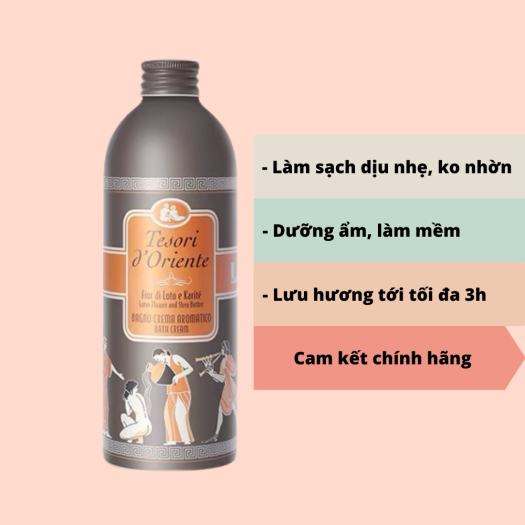 Tesori
d'Oriente
Fior di Loto e Karité
Lotus Flower and Shea Butter
BAGNO CREMA AROMATICO
BATH CREAM
- Làm sạch dịu nhẹ, ko nhờn
- Dưỡng ẩm, làm mềm
- Lưu hương tới tối đa 3h
Cam kết chính hãng